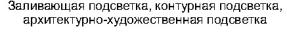 Заливающая подсветка, контурная подсветка,
архитектурно-художественная подсветка